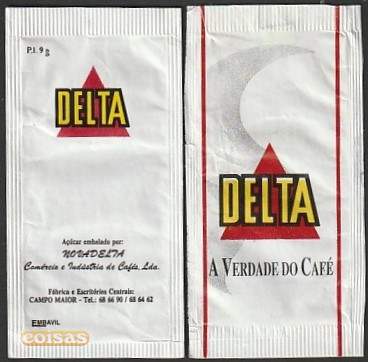 P.I. 9 g
DELTA
Açúcar embalado por:
NOVADELTA
Comércio e Indústria de Cafés, Lda.
Fábrica e Escritórios Centrais:
CAMPO MAIOR - Tel.: 68 66 90 / 68 64 62
EMBAVIL
coisas
DELTA
A VERDADE DO CAFÉ